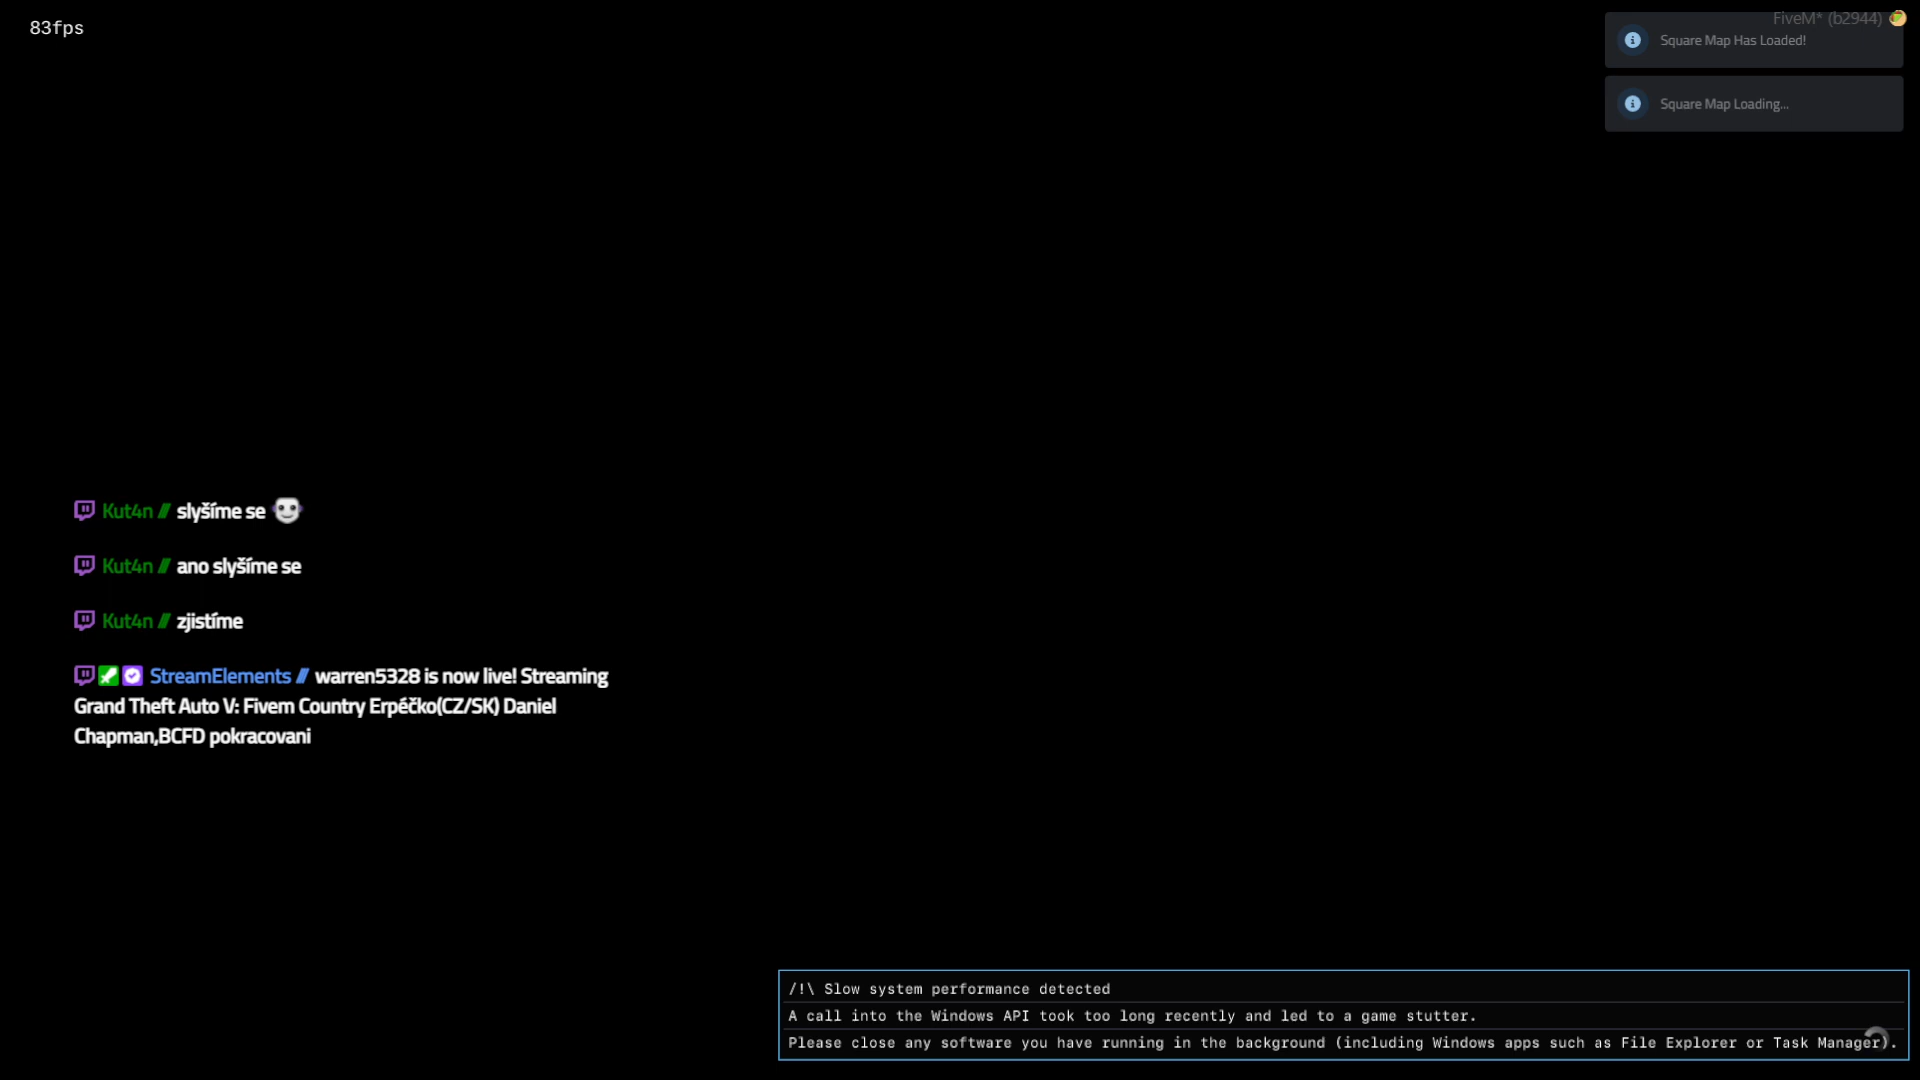 83fps
FiveM* (b2944)
Square Map Has Loaded!
Square Map Loading...
Kut4n // slyšíme se
Kut4n // ano slyšíme se
Kut4n // zjistíme
StreamElements // warren5328 is now live! Streaming
Grand Theft Auto V: Fivem Country Erpéčko(CZ/SK) Daniel
Chapman,BCFD pokracovani
/!\ Slow system performance detected
A call into the Windows API took too long recently and led to a game stutter.
Please close any software you have running in the background (including Windows apps such as File Explorer or Task Manager).